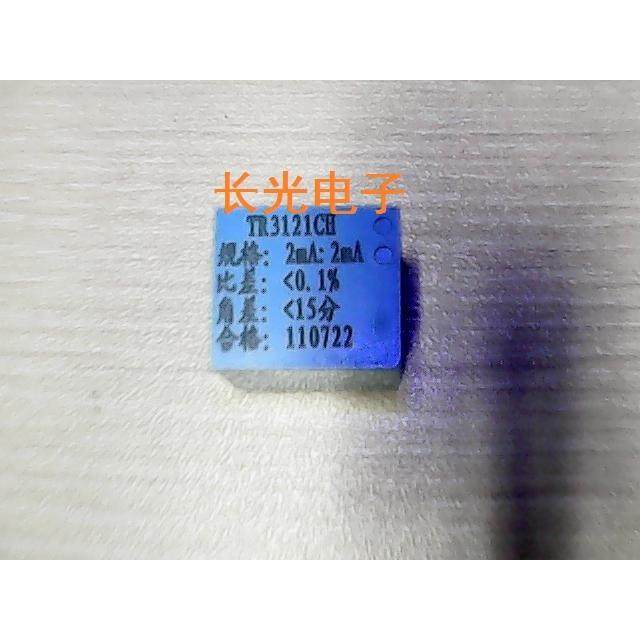 长光电子
TR3121CH
规格: 2mA: 2mA
比差: <0.1%
角差: <15分
合格: 110722